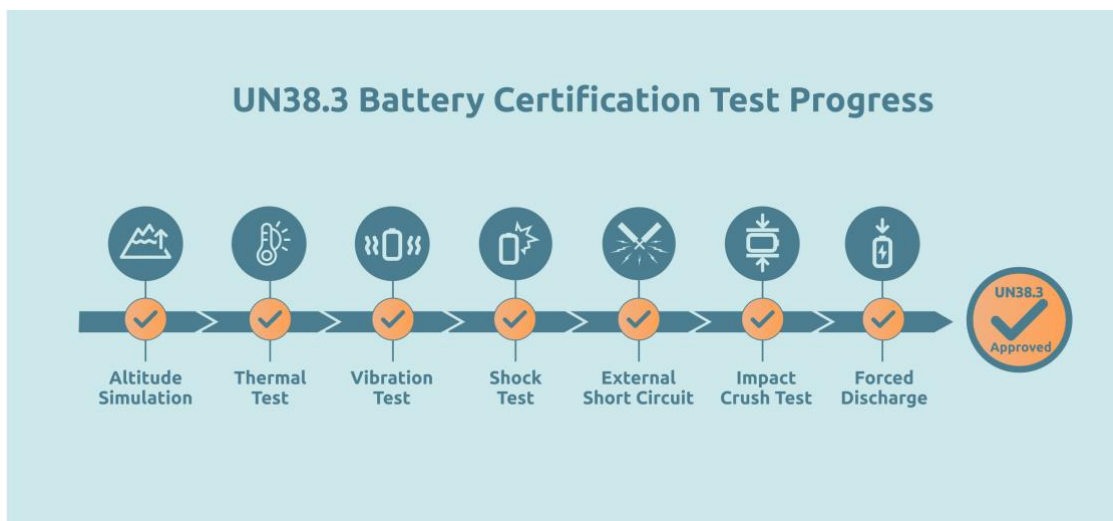 UN38.3 Battery Certification Test Progress
Altitude
Simulation
Thermal
Test
Vibration
Test
Shock
Test
External
Short Circuit
Impact
Crush Test
Forced
Discharge
UN38.3
Approved